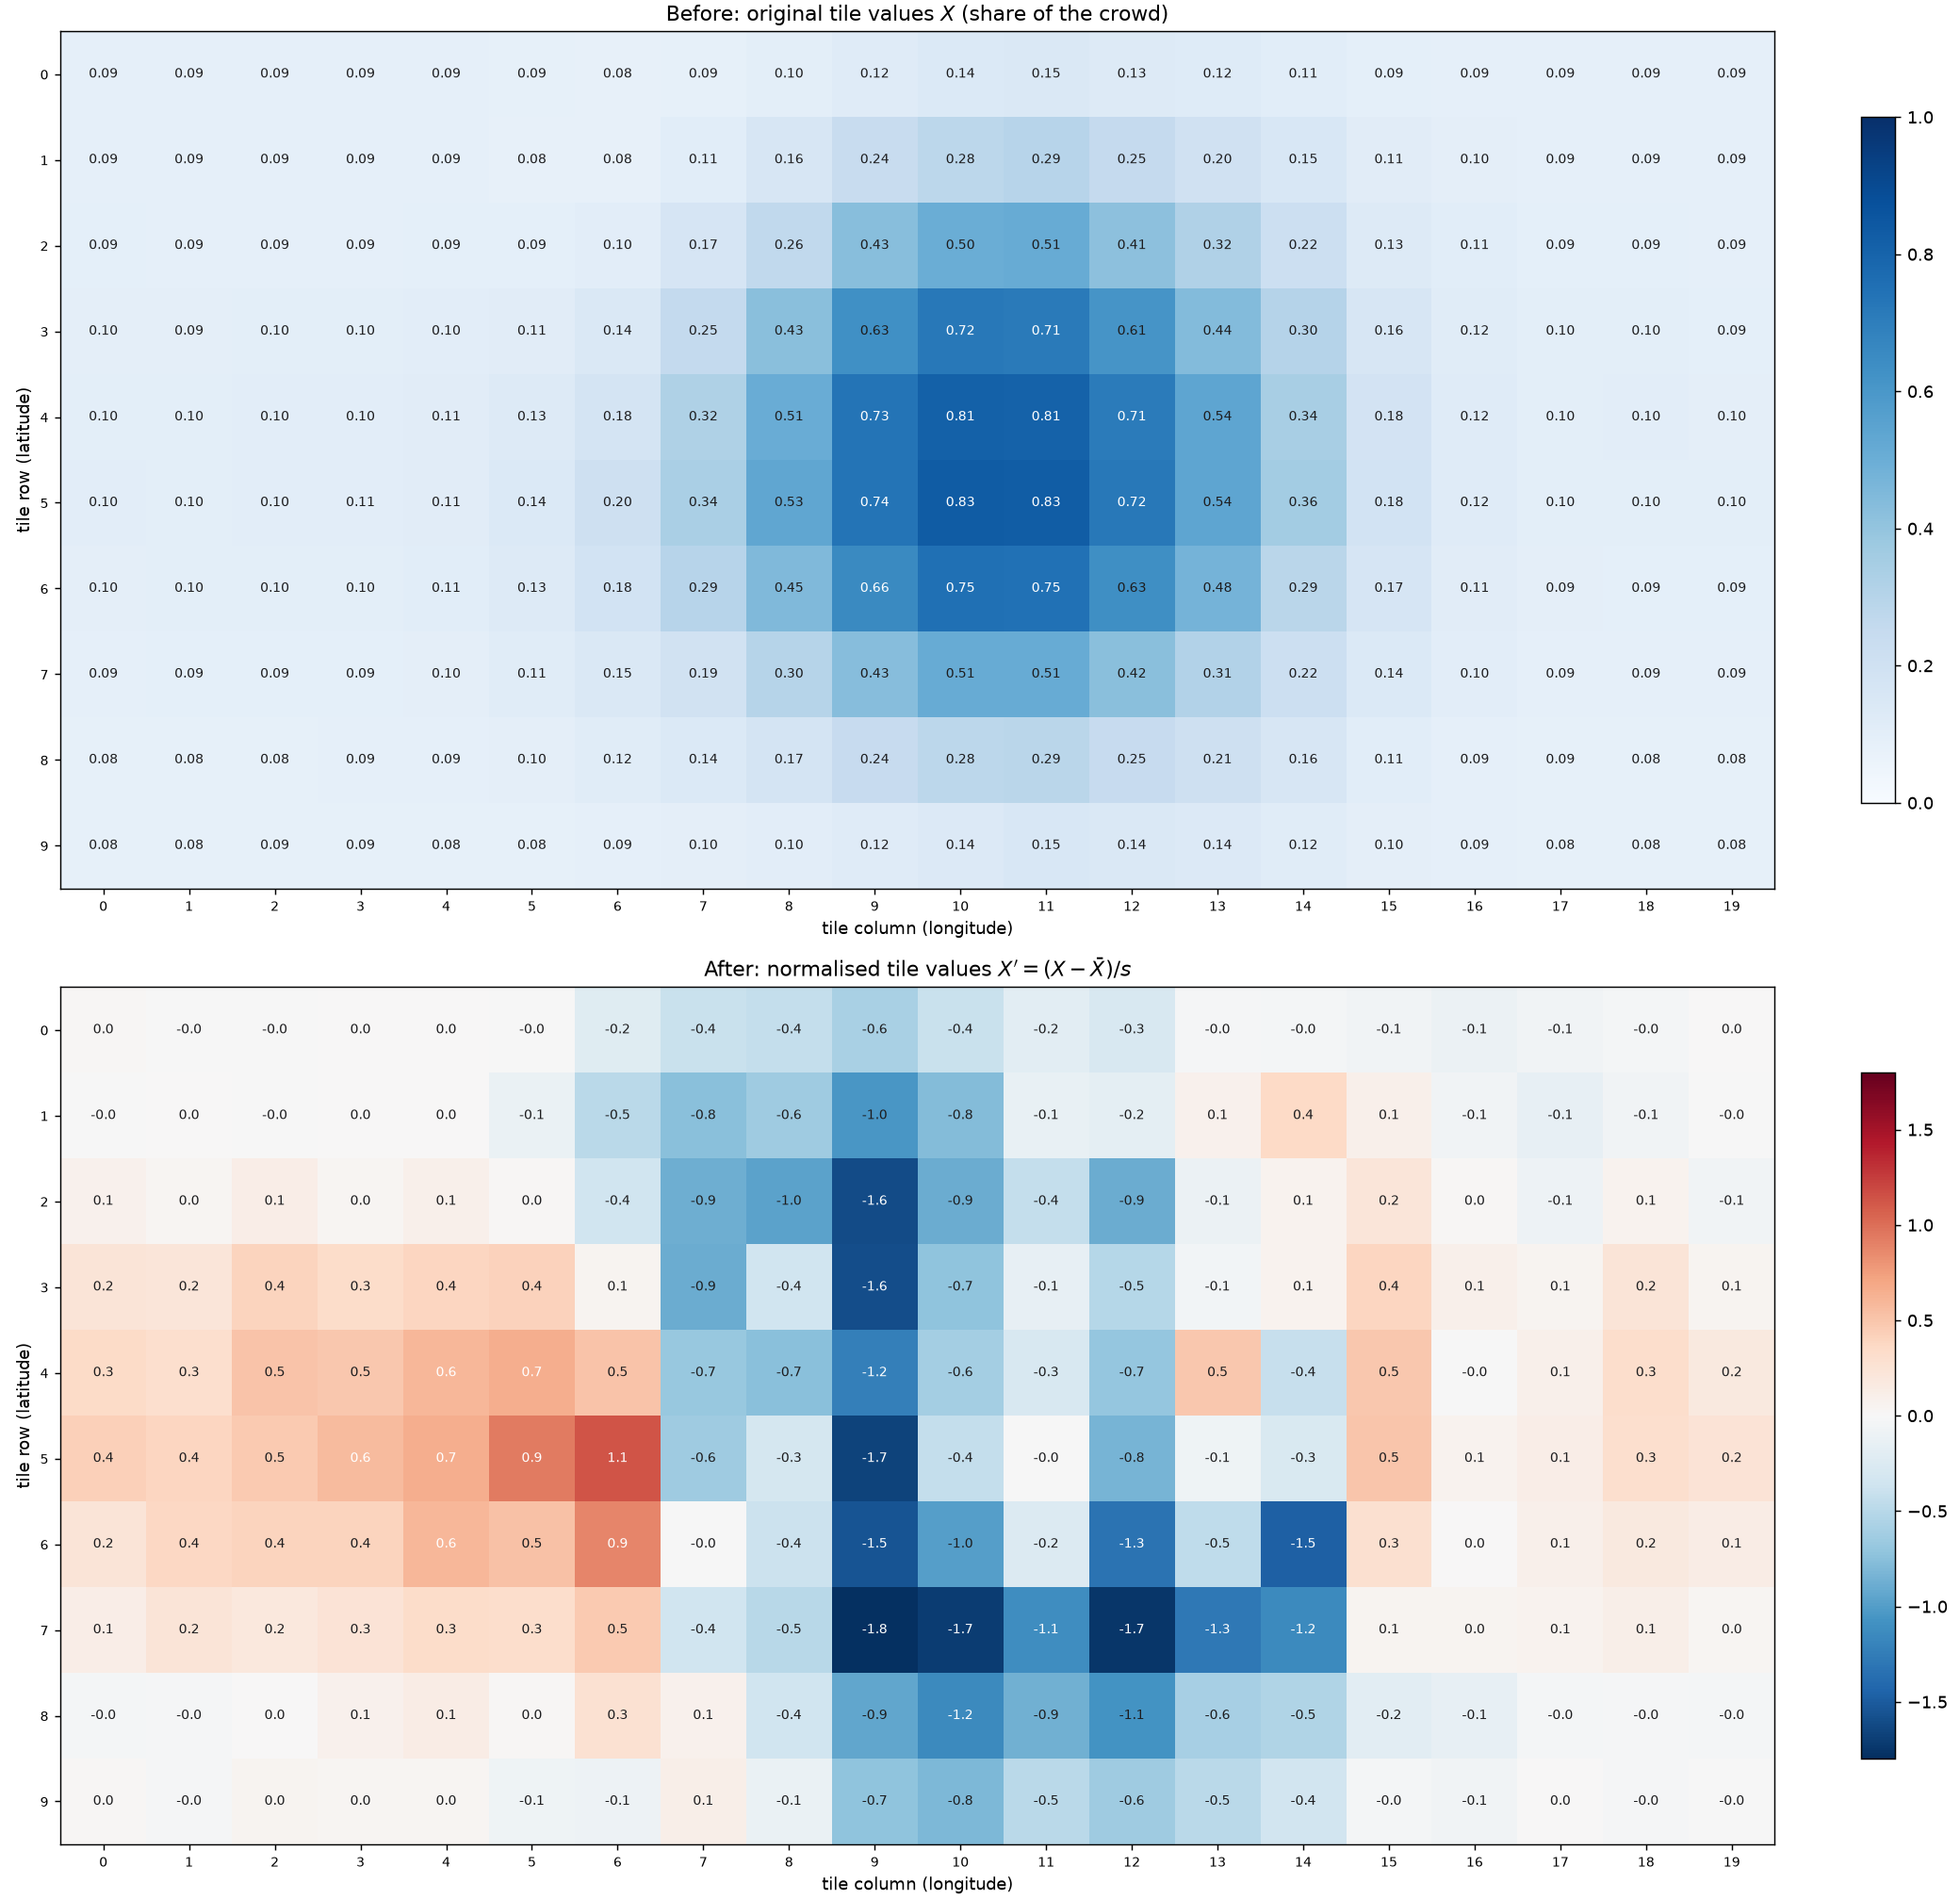 Before: original tile values X (share of the crowd)
0 0.09 0.09 0.09 0.09 0.09 0.09 0.08 0.09 0.10 0.12 0.14 0.15 0.13 0.12 0.11 0.09 0.09 0.09 0.09 0.09
1 0.09 0.09 0.09 0.09 0.09 0.08 0.08 0.11 0.16 0.24 0.28 0.29 0.25 0.20 0.15 0.11 0.10 0.09 0.09 0.09
2 0.09 0.09 0.09 0.09 0.09 0.09 0.10 0.17 0.26 0.43 0.50 0.51 0.41 0.32 0.22 0.13 0.11 0.09 0.09 0.09
3 0.10 0.09 0.10 0.10 0.10 0.11 0.14 0.25 0.43 0.63 0.72 0.71 0.61 0.44 0.30 0.16 0.12 0.10 0.10 0.09
4 0.10 0.10 0.10 0.10 0.11 0.13 0.18 0.32 0.51 0.73 0.81 0.81 0.71 0.54 0.34 0.18 0.12 0.10 0.10 0.10
5 0.10 0.10 0.10 0.11 0.11 0.14 0.20 0.34 0.53 0.74 0.83 0.83 0.72 0.54 0.36 0.18 0.12 0.10 0.10 0.10
6 0.10 0.10 0.10 0.10 0.11 0.13 0.18 0.29 0.45 0.66 0.75 0.75 0.63 0.48 0.29 0.17 0.11 0.09 0.09 0.09
7 0.09 0.09 0.09 0.09 0.10 0.11 0.15 0.19 0.30 0.43 0.51 0.51 0.42 0.31 0.22 0.14 0.10 0.09 0.09 0.09
8 0.08 0.08 0.08 0.09 0.09 0.10 0.12 0.14 0.17 0.24 0.28 0.29 0.25 0.21 0.16 0.11 0.09 0.09 0.08 0.08
9 0.08 0.08 0.09 0.09 0.08 0.08 0.09 0.10 0.10 0.12 0.14 0.15 0.14 0.14 0.12 0.10 0.09 0.08 0.08 0.08
0 1 2 3 4 5 6 7 8 9 10 11 12 13 14 15 16 17 18 19
tile column (longitude)
tile row (latitude)
1.0
0.8
0.6
0.4
0.2
0.0
After: normalised tile values X′ = (X − X̄)/s
0 0.0 -0.0 -0.0 0.0 0.0 -0.0 -0.2 -0.4 -0.4 -0.6 -0.4 -0.2 -0.3 -0.0 -0.0 -0.1 -0.1 -0.1 -0.0 0.0
1 -0.0 0.0 -0.0 0.0 0.0 -0.1 -0.5 -0.8 -0.6 -1.0 -0.8 -0.1 -0.2 0.1 0.4 0.1 -0.1 -0.1 -0.1 -0.0
2 0.1 0.0 0.1 0.0 0.1 0.0 -0.4 -0.9 -1.0 -1.6 -0.9 -0.4 -0.9 -0.1 0.1 0.2 0.0 -0.1 0.1 -0.1
3 0.2 0.2 0.4 0.3 0.4 0.4 0.1 -0.9 -0.4 -1.6 -0.7 -0.1 -0.5 -0.1 0.1 0.4 0.1 0.1 0.2 0.1
4 0.3 0.3 0.5 0.5 0.6 0.7 0.5 -0.7 -0.7 -1.2 -0.6 -0.3 -0.7 0.5 -0.4 0.5 -0.0 0.1 0.3 0.2
5 0.4 0.4 0.5 0.6 0.7 0.9 1.1 -0.6 -0.3 -1.7 -0.4 -0.0 -0.8 -0.1 -0.3 0.5 0.1 0.1 0.3 0.2
6 0.2 0.4 0.4 0.4 0.6 0.5 0.9 -0.0 -0.4 -1.5 -1.0 -0.2 -1.3 -0.5 -1.5 0.3 0.0 0.1 0.2 0.1
7 0.1 0.2 0.2 0.3 0.3 0.3 0.5 -0.4 -0.5 -1.8 -1.7 -1.1 -1.7 -1.3 -1.2 0.1 0.0 0.1 0.1 0.0
8 -0.0 -0.0 0.0 0.1 0.1 0.0 0.3 0.1 -0.4 -0.9 -1.2 -0.9 -1.1 -0.6 -0.5 -0.2 -0.1 -0.0 -0.0 -0.0
9 0.0 -0.0 0.0 0.0 0.0 -0.1 -0.1 0.1 -0.1 -0.7 -0.8 -0.5 -0.6 -0.5 -0.4 -0.0 -0.1 0.0 -0.0 -0.0
0 1 2 3 4 5 6 7 8 9 10 11 12 13 14 15 16 17 18 19
tile column (longitude)
tile row (latitude)
1.5
1.0
0.5
0.0
−0.5
−1.0
−1.5